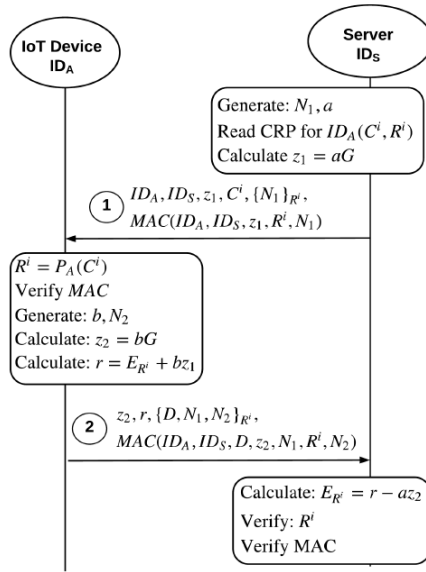 IoT Device
ID_A
Server
ID_S
Generate: N_1, a
Read CRP for ID_A(C^i, R^i)
Calculate z_1 = aG
1
ID_A, ID_S, z_1, C^i, {N_1}_{R^i},
MAC(ID_A, ID_S, z_1, R^i, N_1)
R^i = P_A(C^i)
Verify MAC
Generate: b, N_2
Calculate: z_2 = bG
Calculate: r = E_{R^i} + bz_1
2
z_2, r, {D, N_1, N_2}_{R^i},
MAC(ID_A, ID_S, D, z_2, N_1, R^i, N_2)
Calculate: E_{R^i} = r − az_2
Verify: R^i
Verify MAC